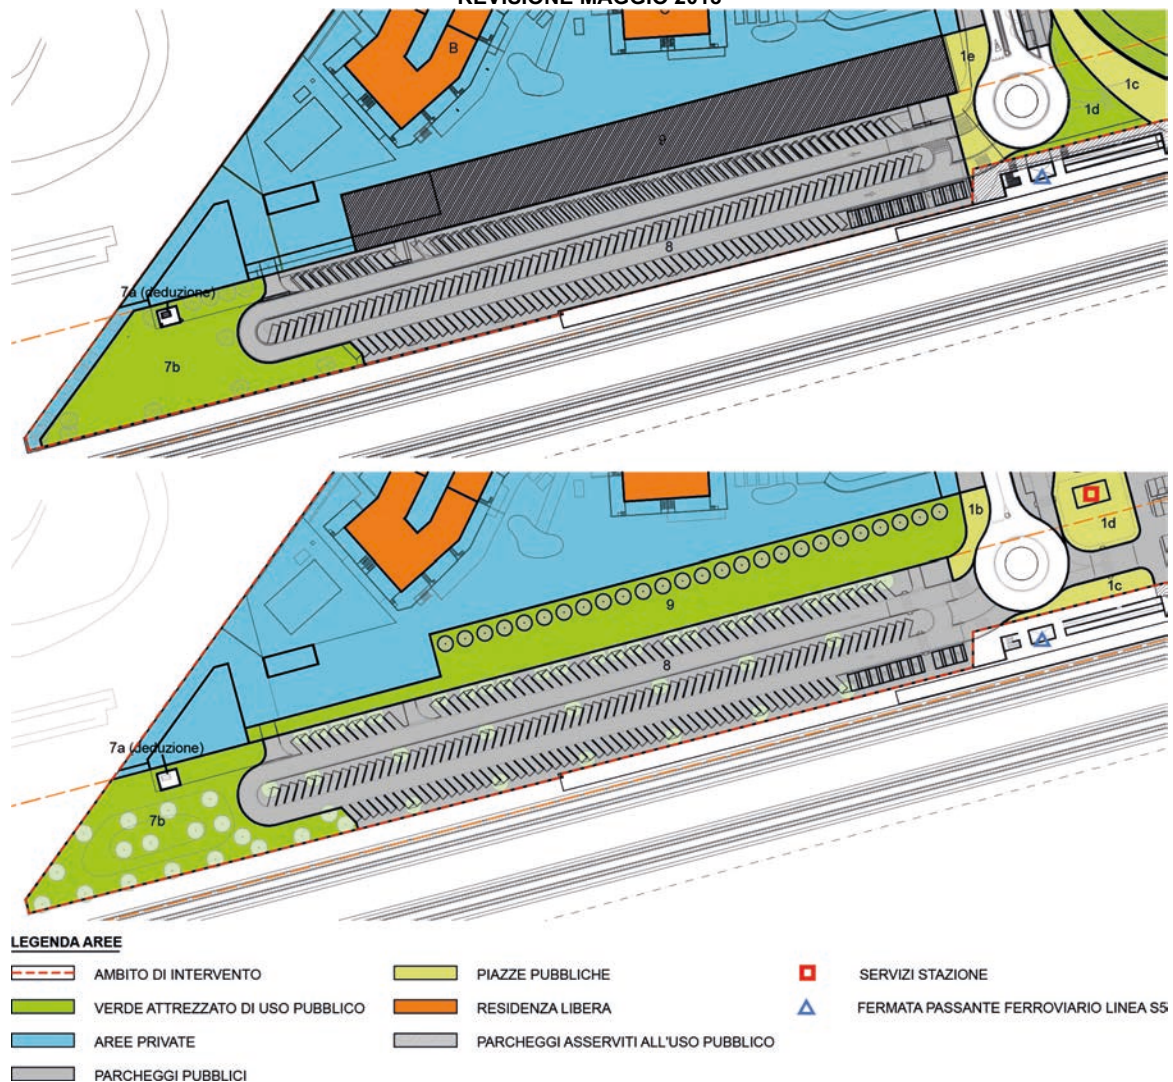 REVISIONE MAGGIO
B
1e
1c
9
1d
8
7a (deduzione)
7b
1b
1d
9
1c
8
7a (deduzione)
7b
LEGENDA AREE
AMBITO DI INTERVENTO
PIAZZE PUBBLICHE
SERVIZI STAZIONE
VERDE ATTREZZATO DI USO PUBBLICO
RESIDENZA LIBERA
FERMATA PASSANTE FERROVIARIO LINEA S5
AREE PRIVATE
PARCHEGGI ASSERVITI ALL'USO PUBBLICO
PARCHEGGI PUBBLICI